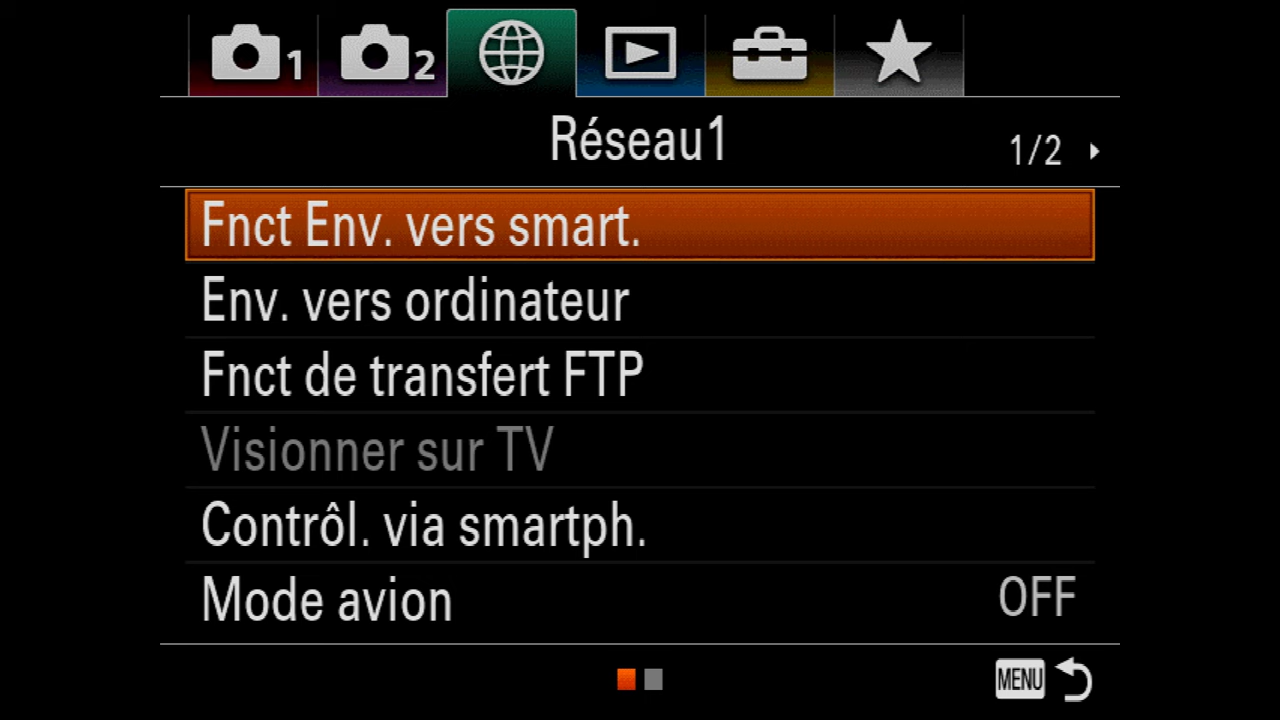 1
2
Réseau1
1/2
Fnct Env. vers smart.
Env. vers ordinateur
Fnct de transfert FTP
Visionner sur TV
Contrôl. via smartph.
Mode avion OFF
MENU